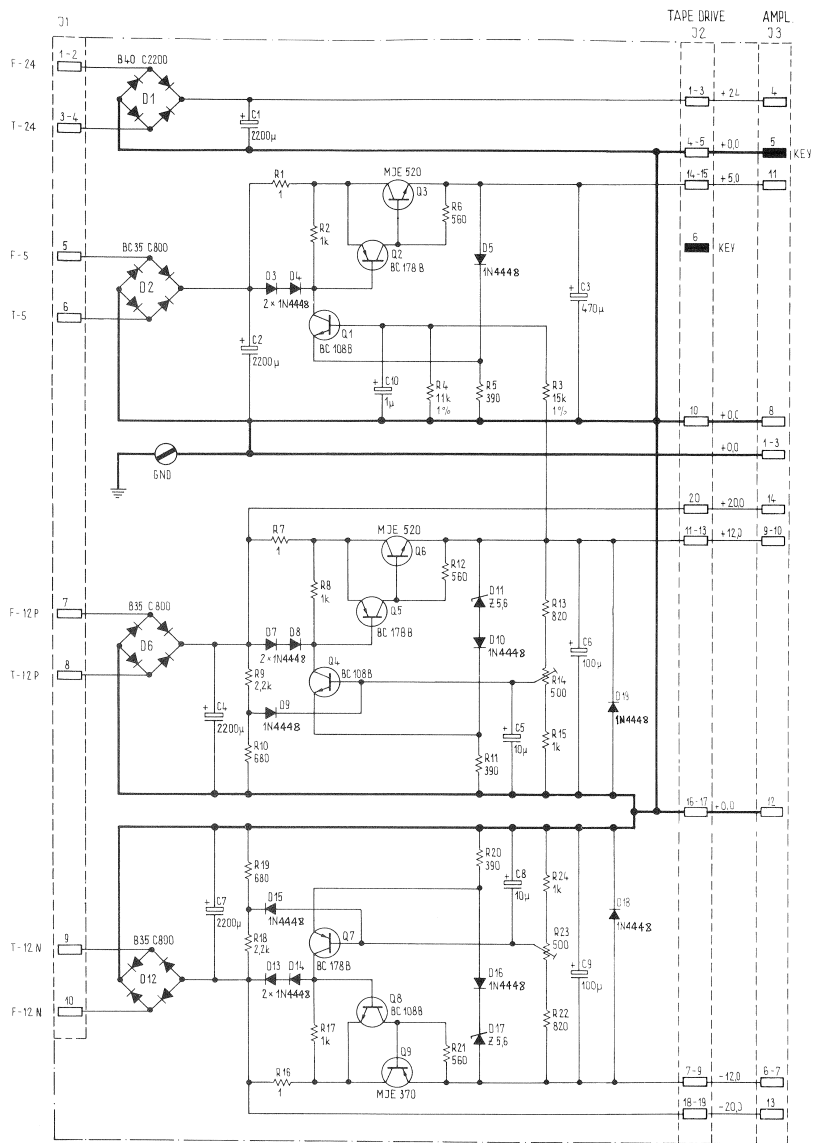 TAPE DRIVE AMPL.
J1 J2 J3
F-24 1-2 B40 C2200
D1
1-3 +24 4
T-24 3-4
+ C1
2200µ
4-5 +0,0 5 KEY
R1
1
MJE 520
Q3
14-15 +5,0 11
R2
1k
R6
560
6 KEY
F-5 5 BC35 C800
Q2
BC 178 B
D5
1N4448
D2
D3 D4
2 × 1N4448
+ C3
470µ
T-5 6
Q1
BC 108B
+ C2
2200µ
+ C10
1µ
R4
11k
1%
R5
390
R3
15k
1%
10 +0,0 8
+0,0 1-3
GND
20 +20,0 14
R7
1
MJE 520
Q6
11-13 +12,0 9-10
R8
1k
R12
560
D11
Z 5,6
R13
820
F-12P 7 B35 C800
Q5
BC 178B
D6
D7 D8
2×1N4448
D10
1N4448
+ C6
100µ
T-12P 8
R9
2,2k
Q4
BC 108B
R14
500
+ C4
2200µ
D9
1N4448
D19
1N4448
R10
680
+ C5
10µ
R15
1k
R11
390
16-17 +0,0 12
R19
680
R20
390
+ C8
10µ
R24
1k
+ C7
2200µ
D15
1N4448
D18
1N4448
T-12N 9 B35 C800
R18
2,2k
Q7
BC 178B
R23
500
D12
D13 D14
2×1N4448
D16
1N4448
+ C9
100µ
F-12N 10
Q8
BC 108B
R17
1k
R22
820
D17
Z 5,6
Q9
R21
560
R16
1
MJE 370
7-9 -12,0 6-7
18-19 -20,0 13